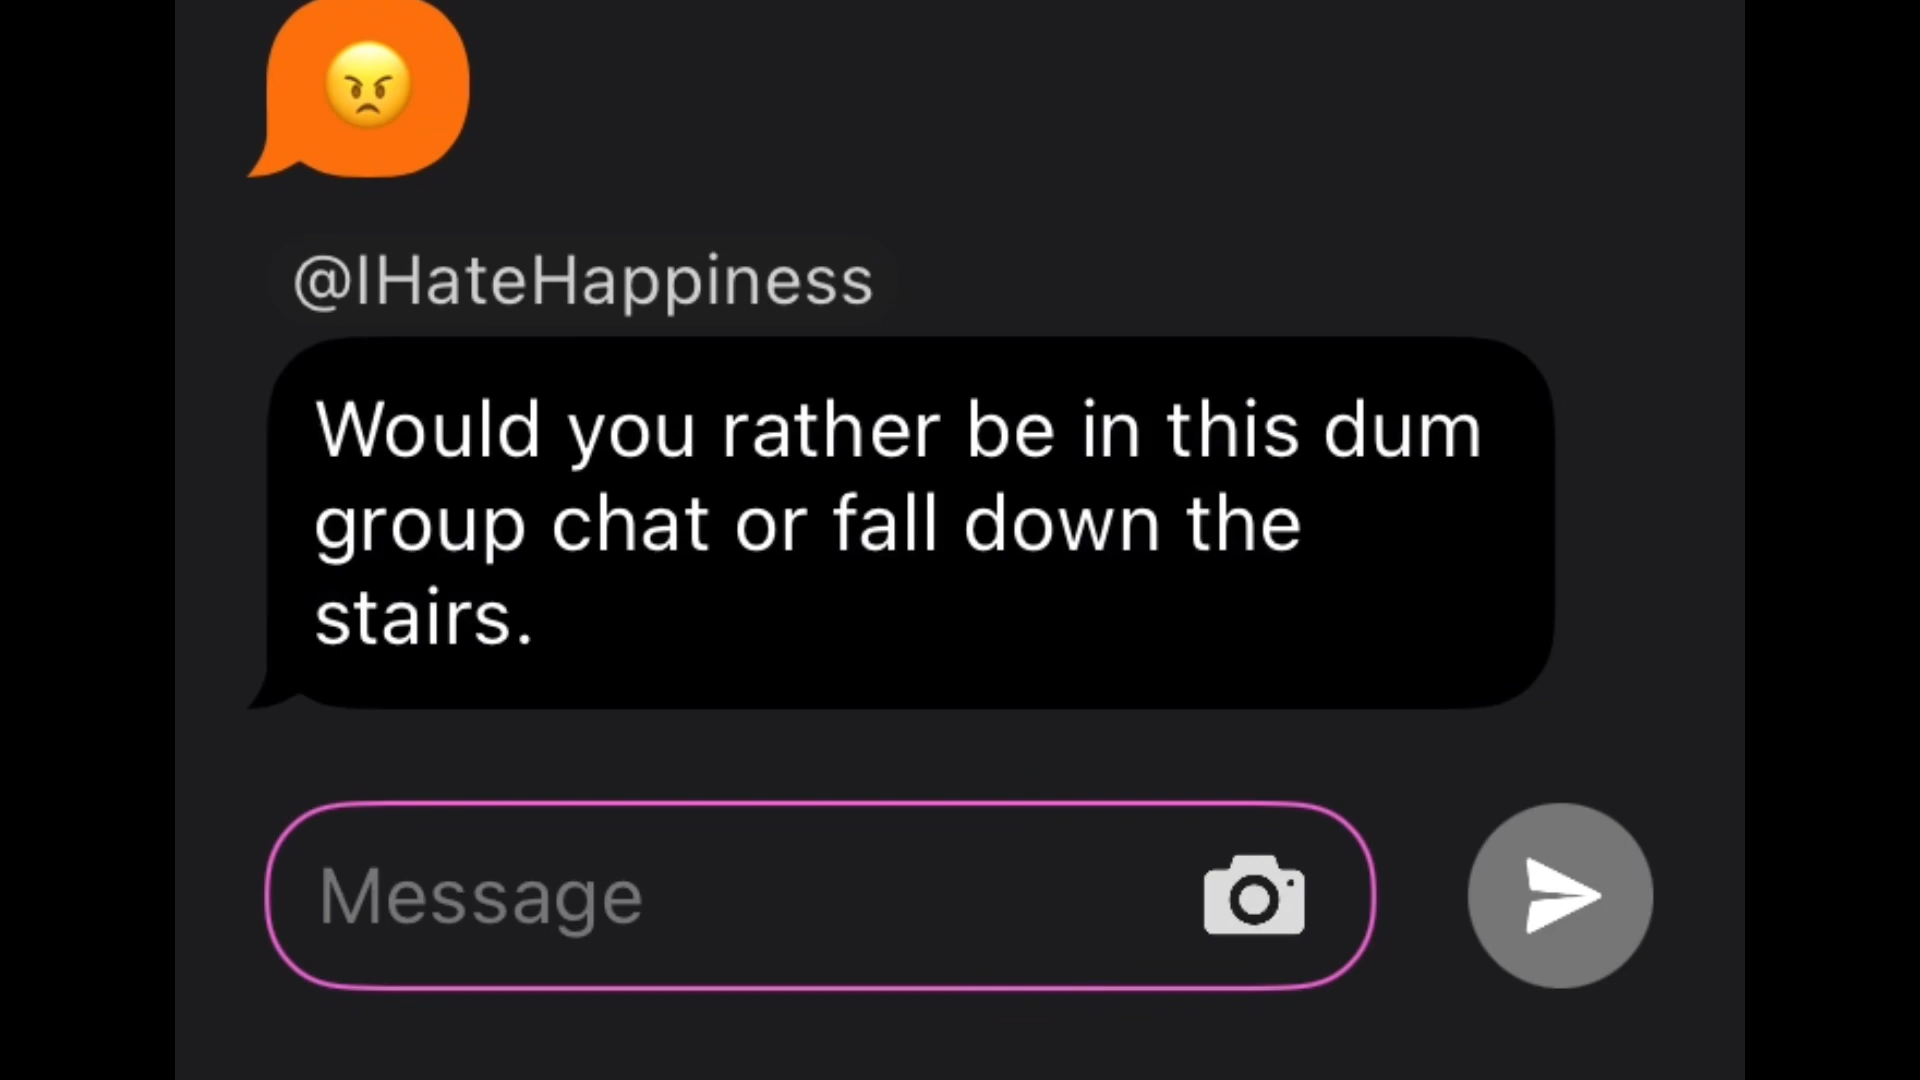 @IHateHappiness
Would you rather be in this dum
group chat or fall down the
stairs.
Message